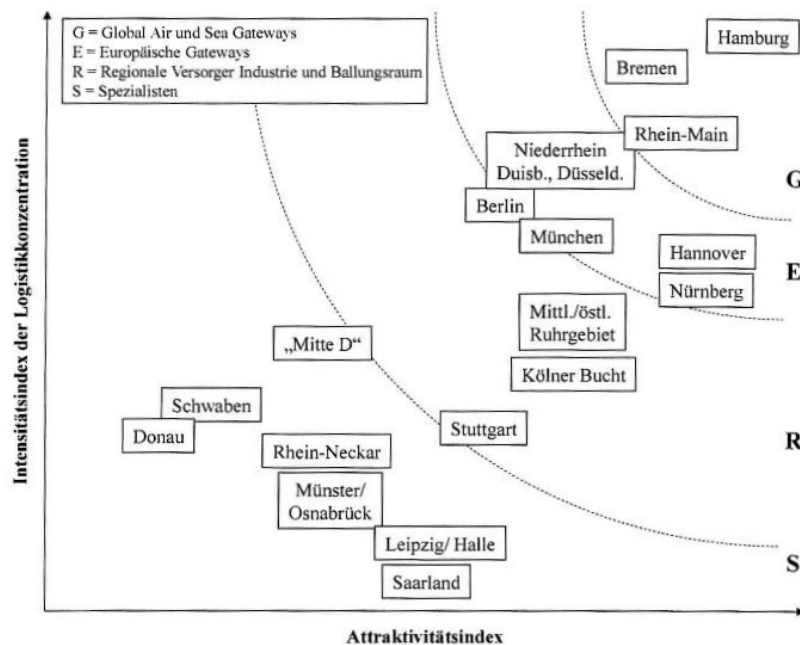 G = Global Air und Sea Gateways
E = Europäische Gateways
R = Regionale Versorger Industrie und Ballungsraum
S = Spezialisten
Hamburg
Bremen
Rhein-Main
Niederrhein
Duisb., Düsseld.
G
Berlin
München
Hannover
E
Nürnberg
Mittl./östl.
Ruhrgebiet
„Mitte D“
Kölner Bucht
Schwaben
Donau
Stuttgart
R
Rhein-Neckar
Münster/
Osnabrück
Leipzig/ Halle
S
Saarland
Intensitätsindex der Logistikkonzentration
Attraktivitätsindex